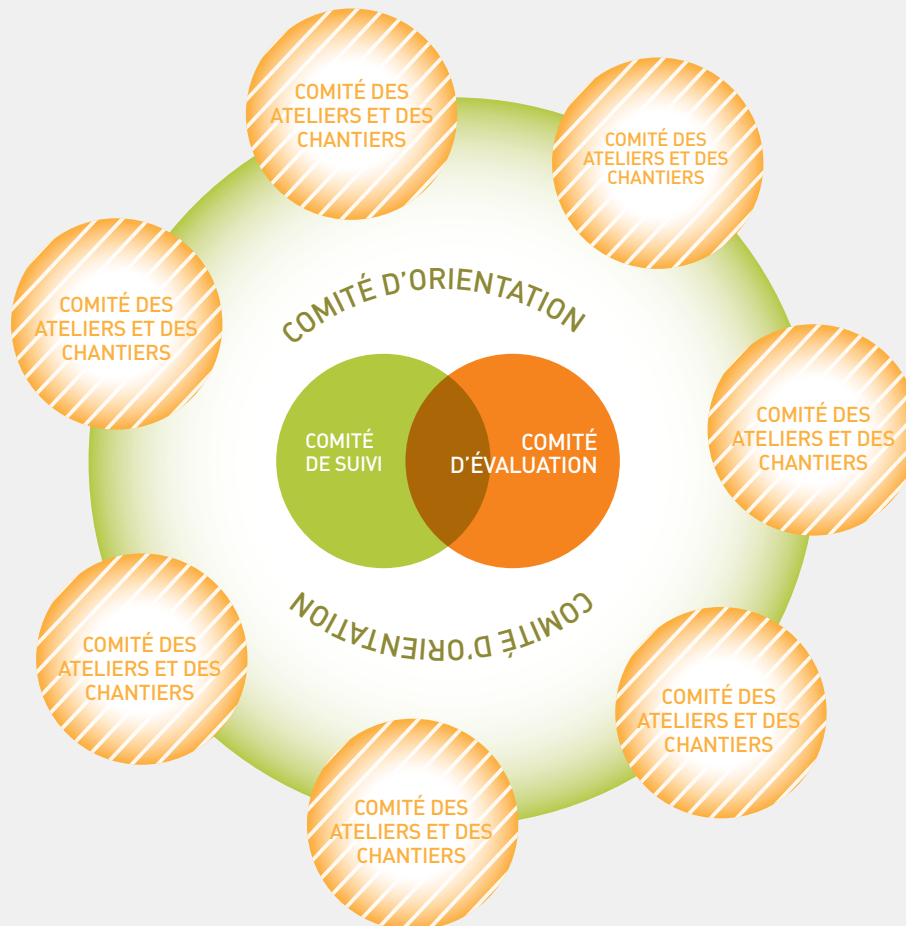 COMITÉ DES
ATELIERS ET DES
CHANTIERS
COMITÉ DES
ATELIERS ET DES
CHANTIERS
COMITÉ D'ORIENTATION
COMITÉ DES
ATELIERS ET DES
CHANTIERS
COMITÉ DES
ATELIERS ET DES
CHANTIERS
COMITÉ
DE SUIVI
COMITÉ
D'ÉVALUATION
COMITÉ D'ORIENTATION
COMITÉ DES
ATELIERS ET DES
CHANTIERS
COMITÉ DES
ATELIERS ET DES
CHANTIERS
COMITÉ DES
ATELIERS ET DES
CHANTIERS